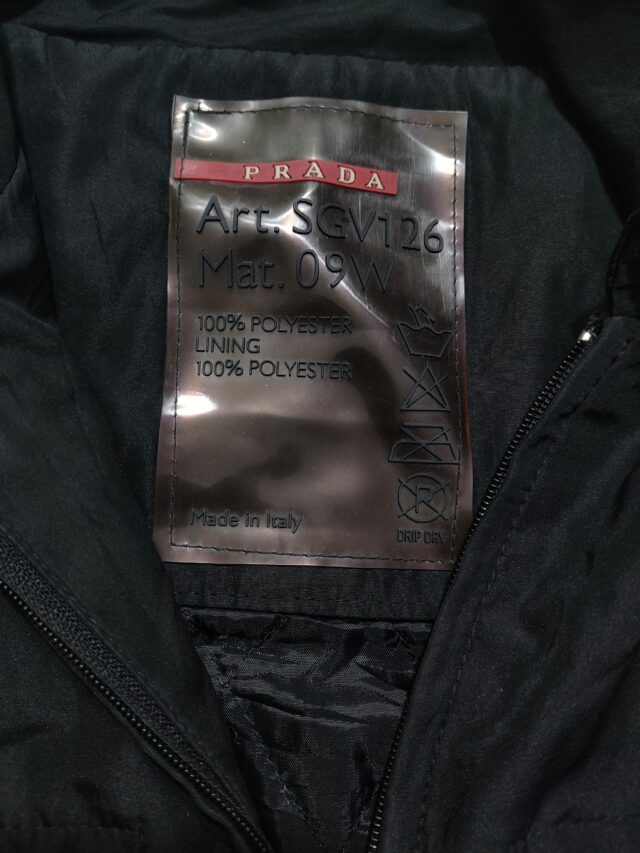 PRADA
Art. SGV126
Mat. 09W
100% POLYESTER
LINING
100% POLYESTER
Made in Italy
R
DRIP DRY